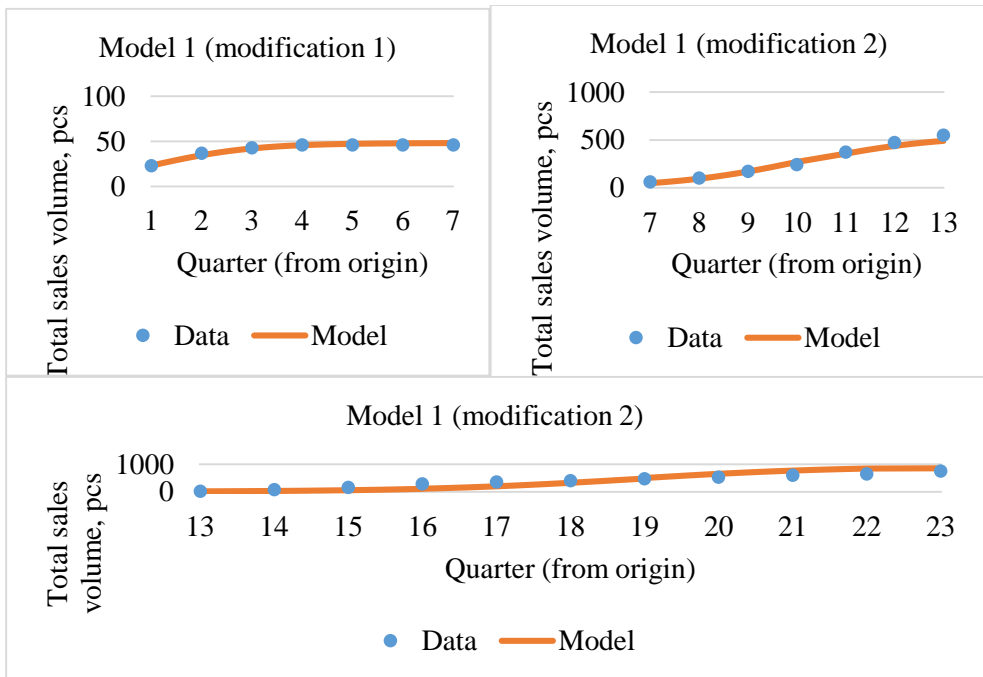 Model 1 (modification 1)
Total sales volume, pcs
100
50
0
1 2 3 4 5 6 7
Quarter (from origin)
Data Model
Model 1 (modification 2)
Total sales volume, pcs
1000
500
0
7 8 9 10 11 12 13
Quarter (from origin)
Data Model
Model 1 (modification 2)
Total sales
volume, pcs
1000
0
13 14 15 16 17 18 19 20 21 22 23
Quarter (from origin)
Data Model